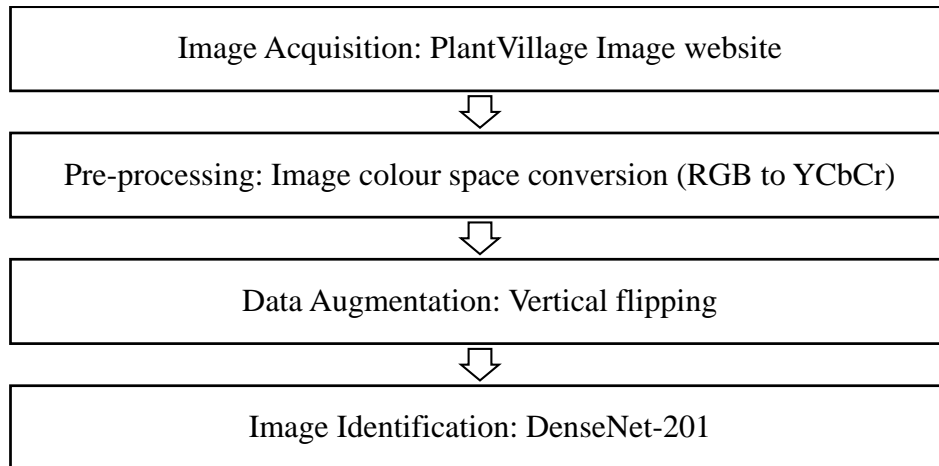 Image Acquisition: PlantVillage Image website
Pre-processing: Image colour space conversion (RGB to YCbCr)
Data Augmentation: Vertical flipping
Image Identification: DenseNet-201